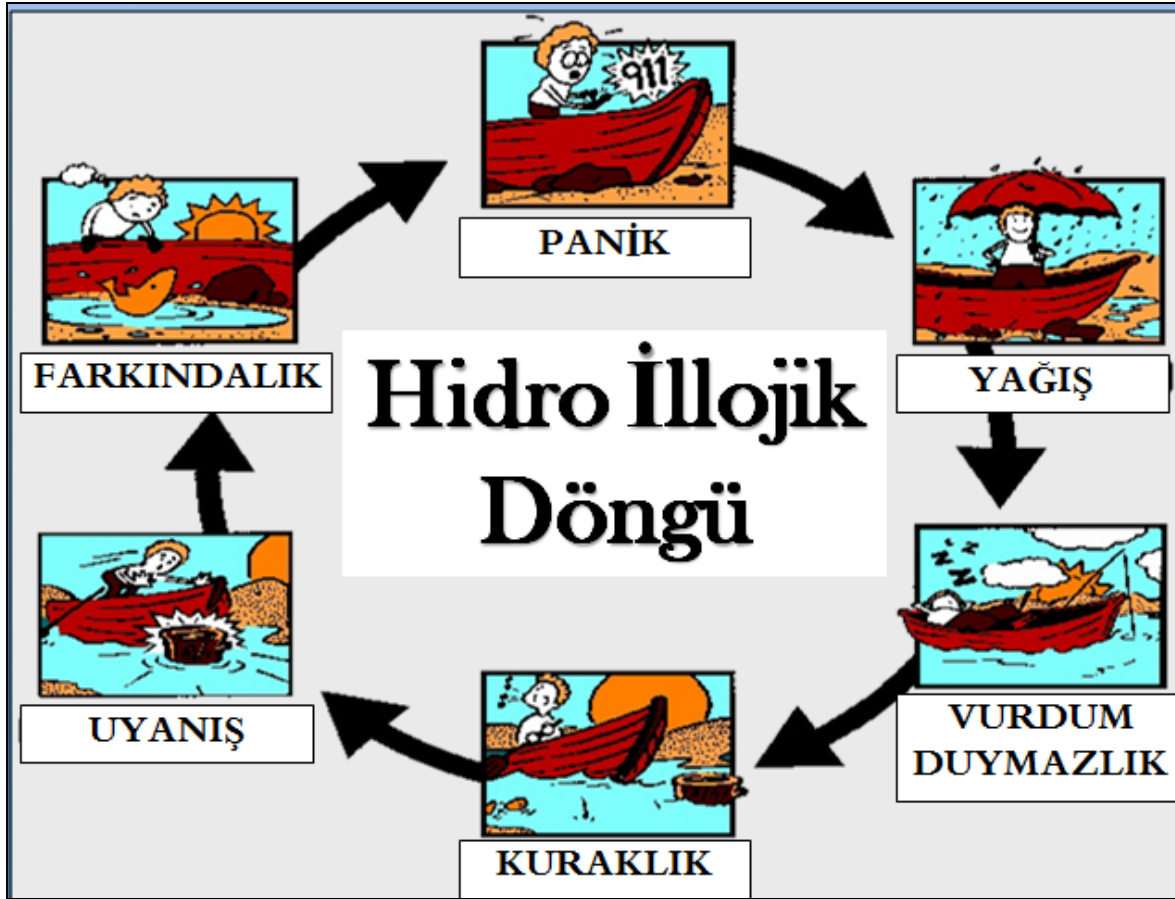 911
PANİK
YAĞIŞ
FARKINDALIK
Hidro İllojik
Döngü
UYANIŞ
Z Z Z
VURDUM
DUYMAZLIK
KURAKLIK